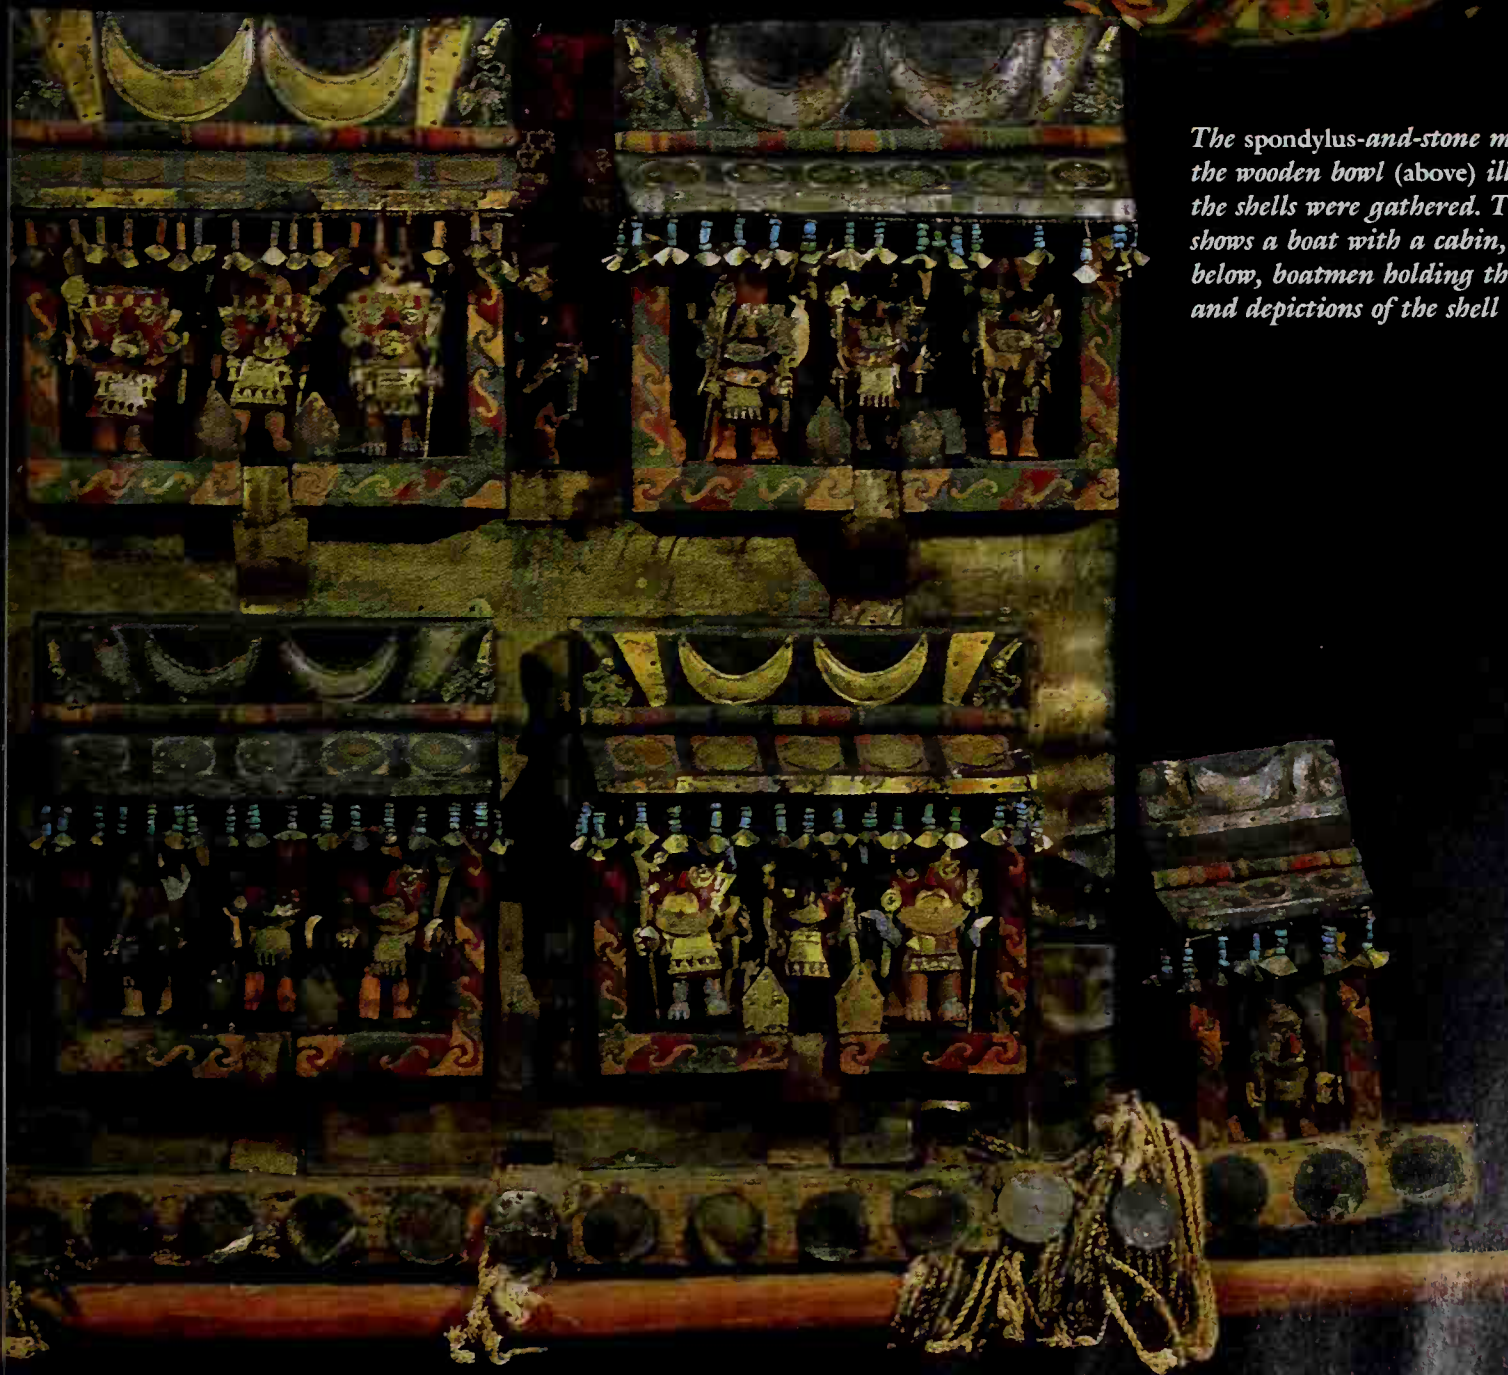 The spondylus-and-stone
the wooden bowl (above)
the shells were gathered.
shows a boat with a cabin,
below, boatmen holding
and depictions of the shell